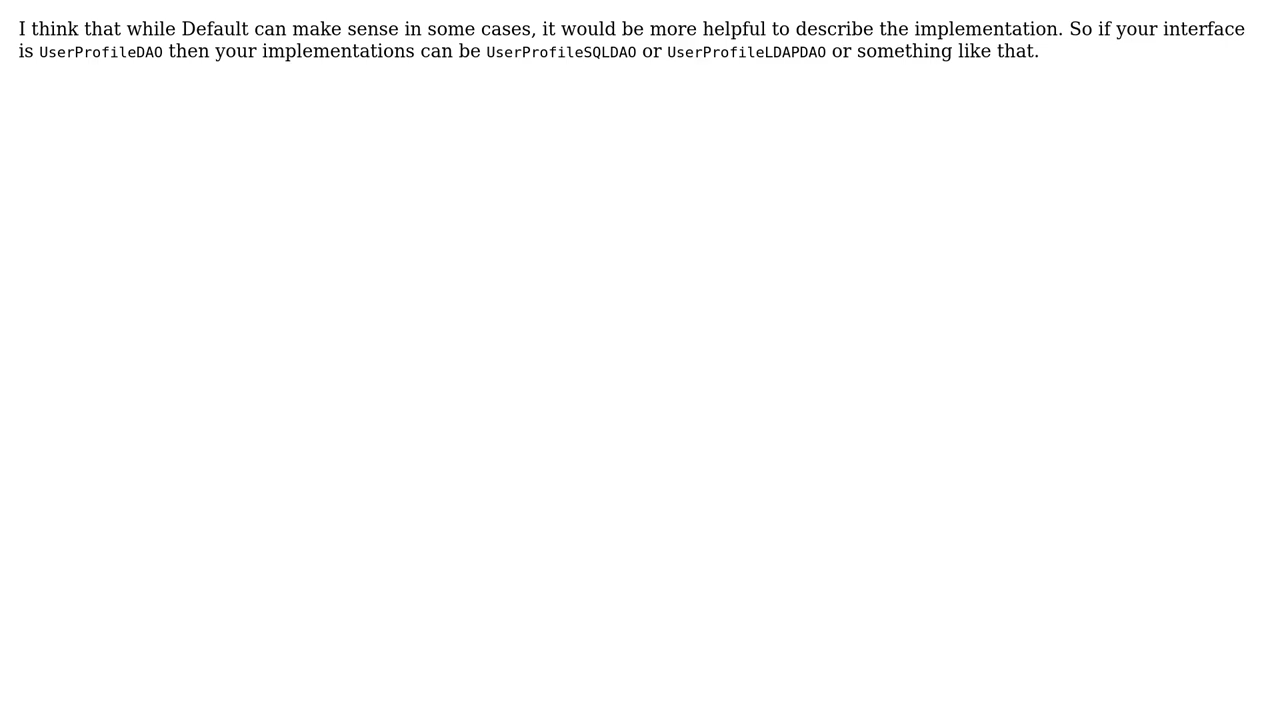 I think that while Default can make sense in some cases, it would be more helpful to describe the implementation. So if your interface
is UserProfileDAO then your implementations can be UserProfileSQLDAO or UserProfileLDAPDAO or something like that.